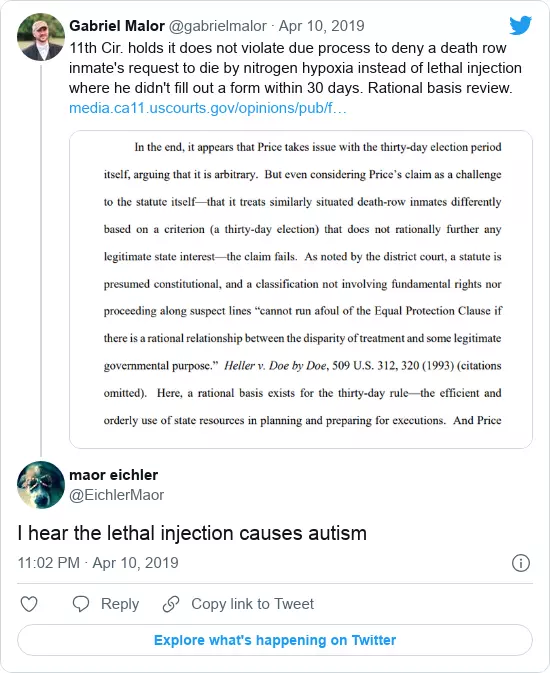 Gabriel Malor @gabrielmalor · Apr 10, 2019
11th Cir. holds it does not violate due process to deny a death row
inmate's request to die by nitrogen hypoxia instead of lethal injection
where he didn't fill out a form within 30 days. Rational basis review.
media.ca11.uscourts.gov/opinions/pub/f…
In the end, it appears that Price takes issue with the thirty-day election period
itself, arguing that it is arbitrary. But even considering Price's claim as a challenge
to the statute itself—that it treats similarly situated death-row inmates differently
based on a criterion (a thirty-day election) that does not rationally further any
legitimate state interest—the claim fails. As noted by the district court, a statute is
presumed constitutional, and a classification not involving fundamental rights nor
proceeding along suspect lines “cannot run afoul of the Equal Protection Clause if
there is a rational relationship between the disparity of treatment and some legitimate
governmental purpose.” Heller v. Doe by Doe, 509 U.S. 312, 320 (1993) (citations
omitted). Here, a rational basis exists for the thirty-day rule—the efficient and
orderly use of state resources in planning and preparing for executions. And Price
maor eichler
@EichlerMaor
I hear the lethal injection causes autism
11:02 PM · Apr 10, 2019
Reply Copy link to Tweet
Explore what's happening on Twitter